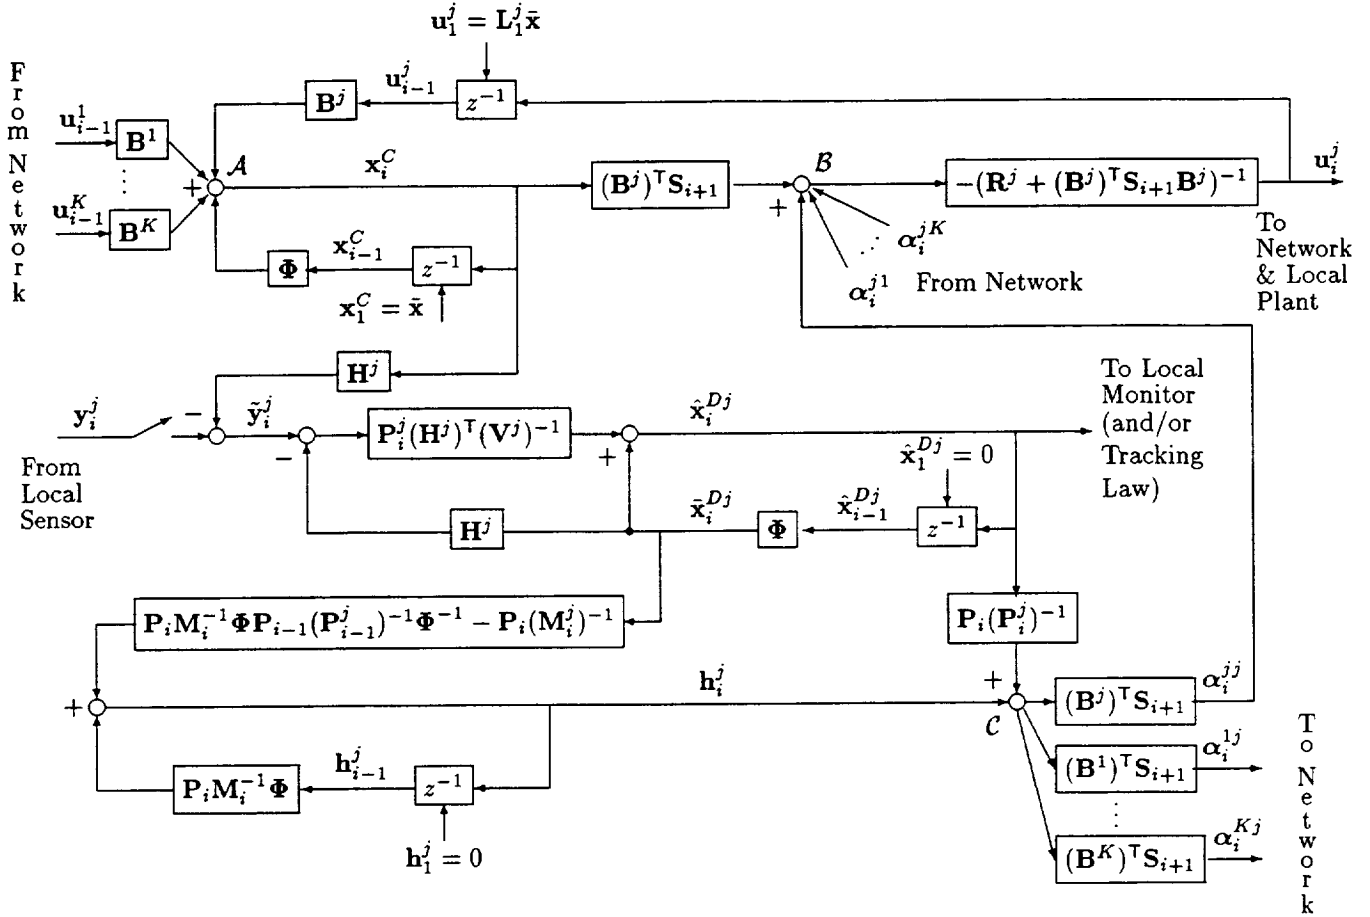 u_1^j = L_1^j x̄
From Network
u_{i-1}^j
B^j
z^{-1}
u_{i-1}^1
B^1
⋮
u_{i-1}^K
B^K
+
𝒜
x_i^C
(B^j)^T S_{i+1}
+
ℬ
-(R^j + (B^j)^T S_{i+1} B^j)^{-1}
u_i^j
To
Network
& Local
Plant
α_i^{jK}
⋰
α_i^{j1}
From Network
Φ
x_{i-1}^C
z^{-1}
x_1^C = x̄
H^j
y_i^j
−
ỹ_i^j
−
P_i^j (H^j)^T (V^j)^{-1}
+
x̂_i^{Dj}
To Local
Monitor
(and/or
Tracking
Law)
From
Local
Sensor
x̂_1^{Dj} = 0
H^j
x̄_i^{Dj}
Φ
x̂_{i-1}^{Dj}
z^{-1}
P_i M_i^{-1} Φ P_{i-1} (P_{i-1}^j)^{-1} Φ^{-1} − P_i (M_i^j)^{-1}
P_i (P_i^j)^{-1}
+
h_i^j
+
𝒞
(B^j)^T S_{i+1}
α_i^{jj}
(B^1)^T S_{i+1}
α_i^{1j}
⋮
(B^K)^T S_{i+1}
α_i^{Kj}
To Network
P_i M_i^{-1} Φ
h_{i-1}^j
z^{-1}
h_1^j = 0